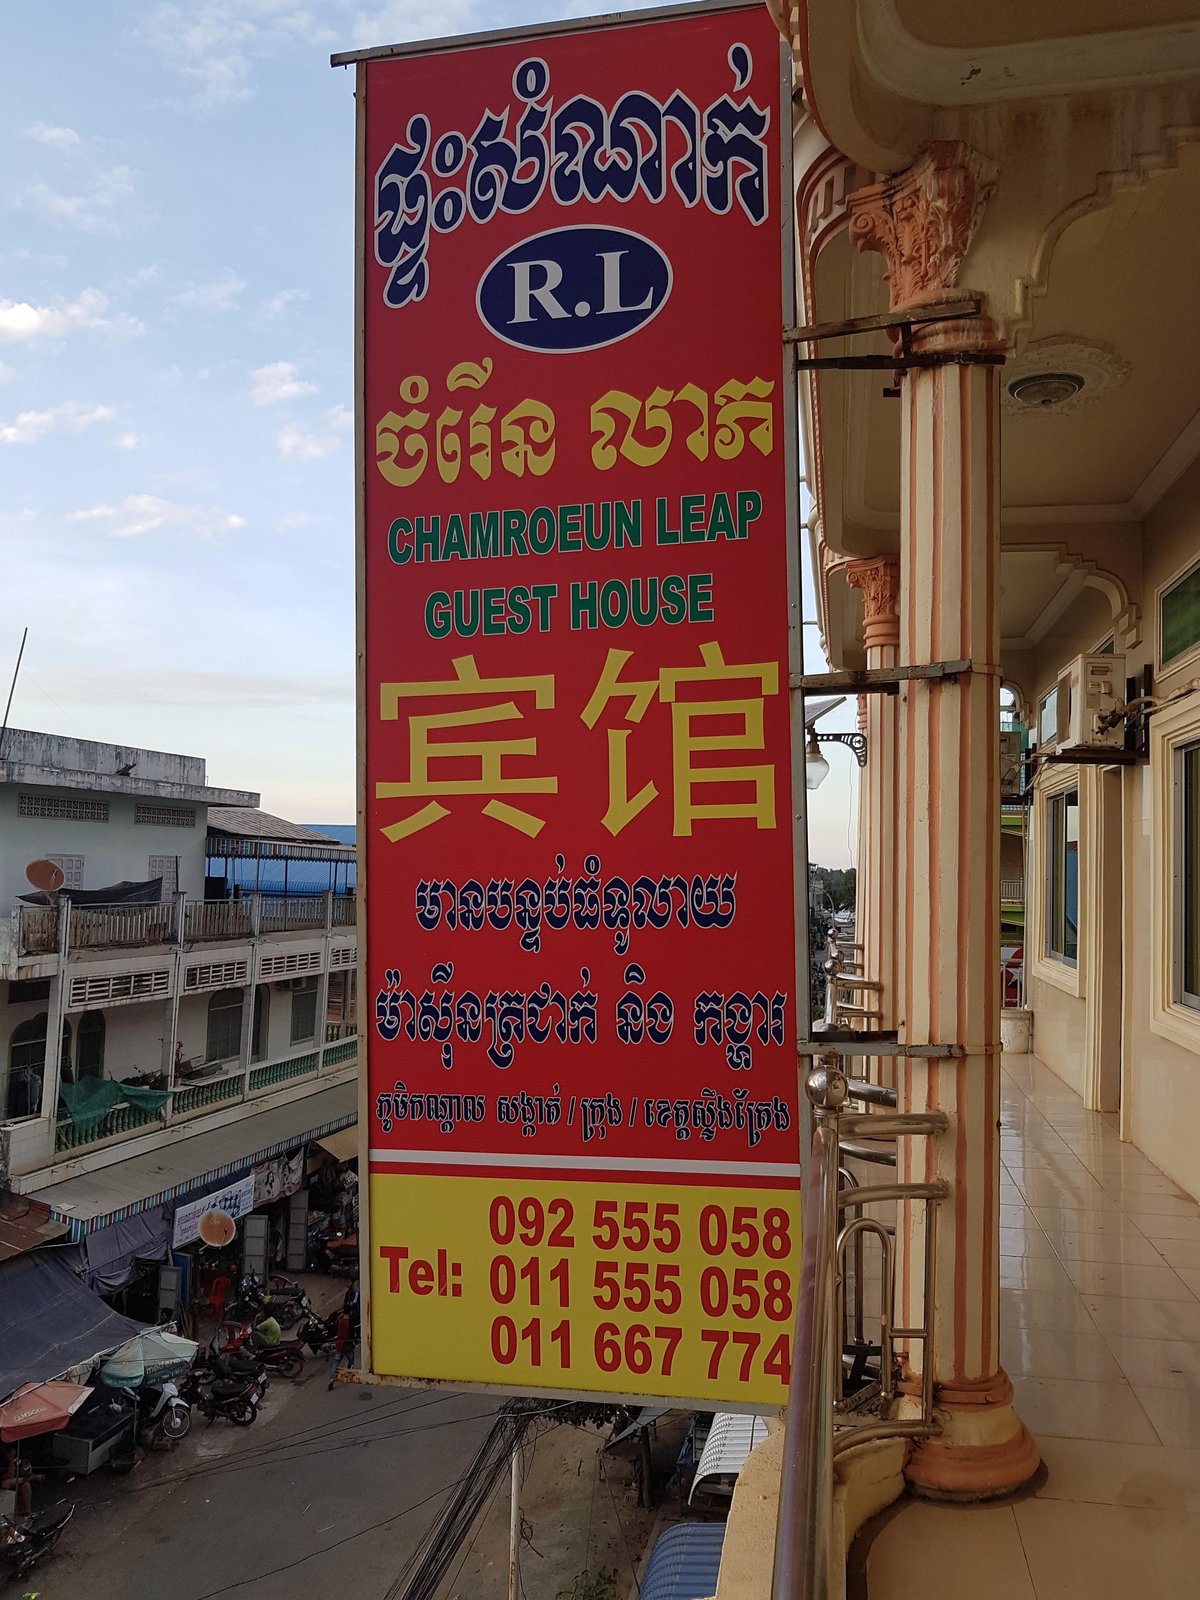 ផ្ទះសំណាក់
R.L
ចំរើន លាភ
CHAMROEUN LEAP
GUEST HOUSE
宾馆
មានបន្ទប់ធំទូលាយ
ម៉ាស៊ីនត្រជាក់ និង កង្ហារ
ភូមិកណ្តាល សង្កាត់ / ក្រុង / ខេត្តស្ទឹងត្រែង
Tel: 092 555 058
011 555 058
011 667 774